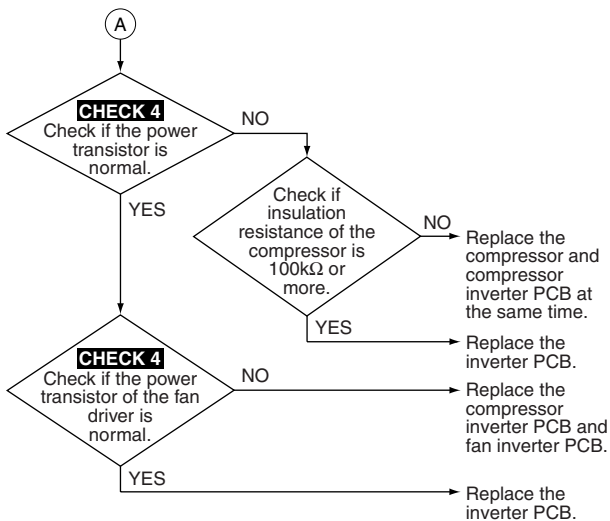 A
CHECK 4
Check if the power
transistor is
normal.
NO
YES
Check if
insulation
resistance of the
compressor is
100kΩ or
more.
NO
Replace the
compressor and
compressor
inverter PCB at
the same time.
YES
Replace the
inverter PCB.
CHECK 4
Check if the power
transistor of the fan
driver is
normal.
NO
Replace the
compressor
inverter PCB and
fan inverter PCB.
YES
Replace the
inverter PCB.